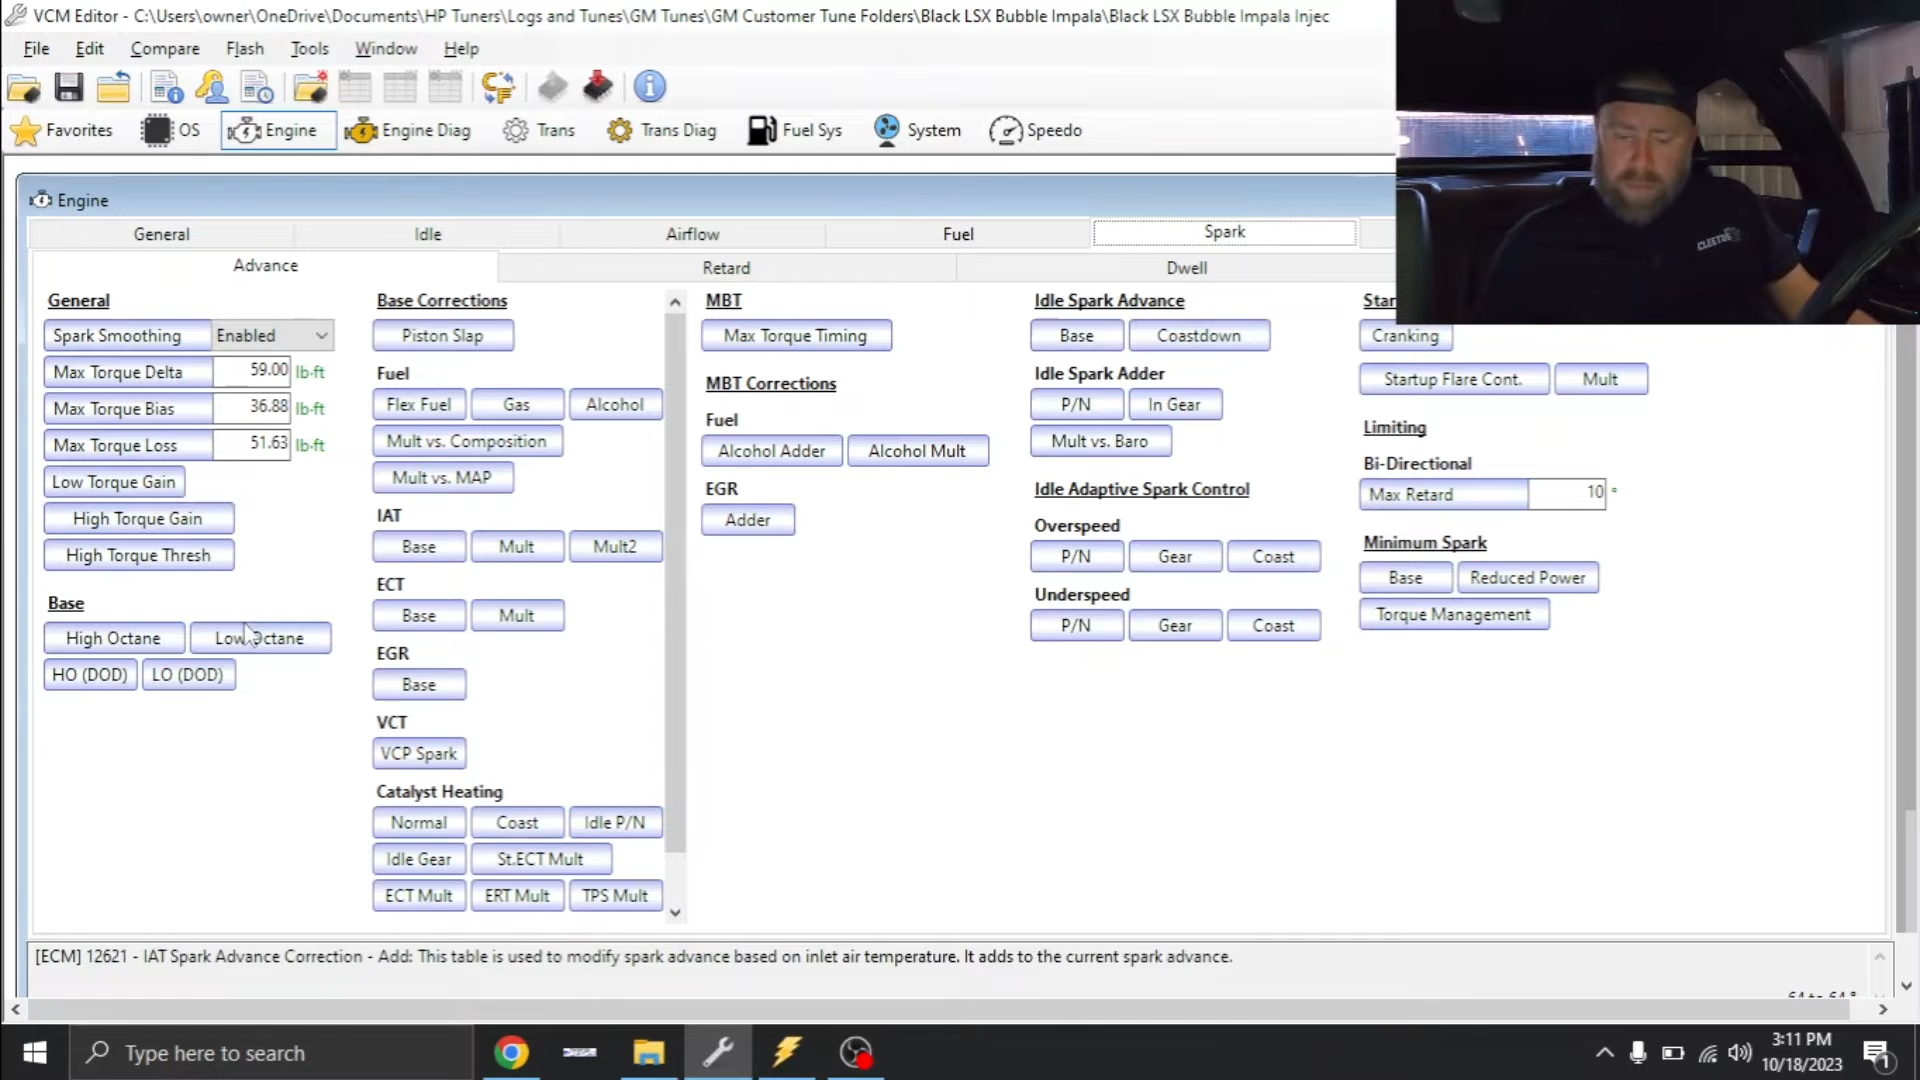 VCM Editor - C:\Users\owner\OneDrive\Documents\HP Tuners\Logs and Tunes\GM Tunes\GM Customer Tune Folders\Black LSX Bubble Impala\Black LSX Bubble Impala Injec
File Edit Compare Flash Tools Window Help
Favorites OS Engine Engine Diag Trans Trans Diag Fuel Sys System Speedo
Engine
General Idle Airflow Fuel Spark
Advance Retard Dwell
General
Spark Smoothing Enabled
Max Torque Delta 59.00 lb·ft
Max Torque Bias 36.88 lb·ft
Max Torque Loss 51.63 lb·ft
Low Torque Gain
High Torque Gain
High Torque Thresh
Base
High Octane Low Octane
HO (DOD) LO (DOD)
Base Corrections
Piston Slap
Fuel
Flex Fuel Gas Alcohol
Mult vs. Composition
Mult vs. MAP
IAT
Base Mult Mult2
ECT
Base Mult
EGR
Base
VCT
VCP Spark
Catalyst Heating
Normal Coast Idle P/N
Idle Gear St.ECT Mult
ECT Mult ERT Mult TPS Mult
MBT
Max Torque Timing
MBT Corrections
Fuel
Alcohol Adder Alcohol Mult
EGR
Adder
Idle Spark Advance
Base Coastdown
Idle Spark Adder
P/N In Gear
Mult vs. Baro
Idle Adaptive Spark Control
Overspeed
P/N Gear Coast
Underspeed
P/N Gear Coast
Star
Cranking
Startup Flare Cont. Mult
Limiting
Bi-Directional
Max Retard 10 °
Minimum Spark
Base Reduced Power
Torque Management
[ECM] 12621 - IAT Spark Advance Correction - Add: This table is used to modify spark advance based on inlet air temperature. It adds to the current spark advance.
CLEETUS
Type here to search
3:11 PM
10/18/2023
1